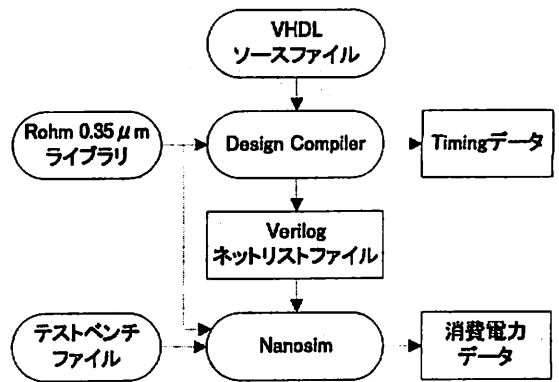 VHDL
ソースファイル
Rohm 0.35μm
ライブラリ
Design Compiler
Timingデータ
Verilog
ネットリストファイル
テストベンチ
ファイル
Nanosim
消費電力
データ